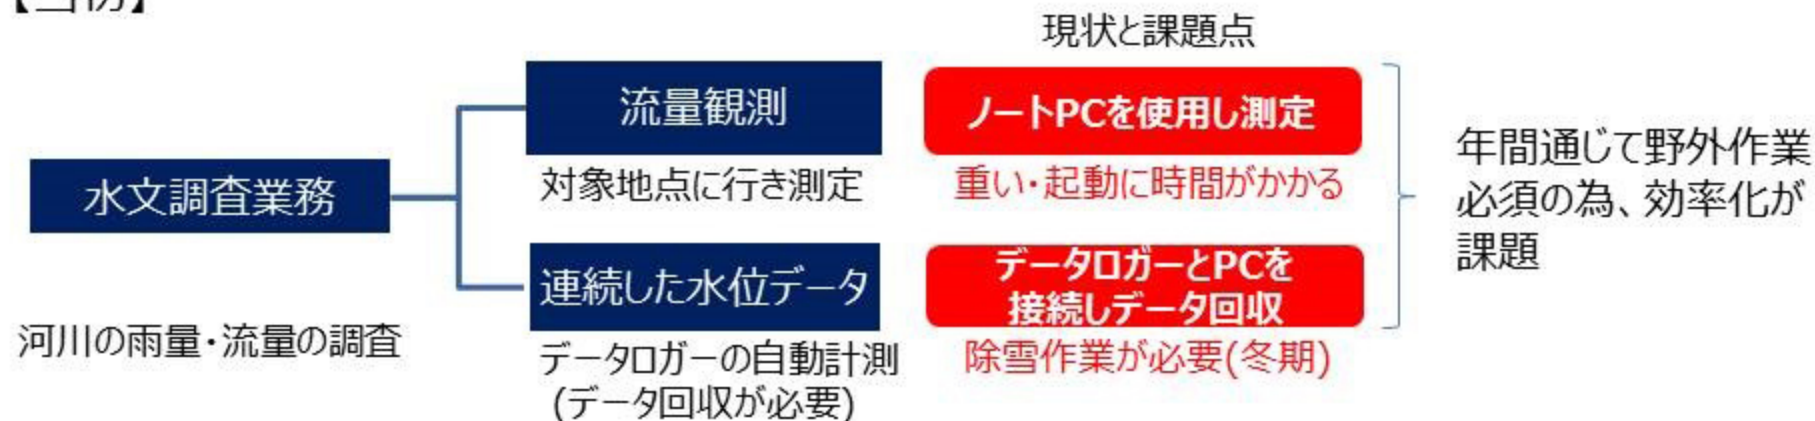 【当初】
現状と課題点
水文調査業務
河川の雨量・流量の調査
流量観測
対象地点に行き測定
ノートPCを使用し測定
重い・起動に時間がかかる
連続した水位データ
データロガーの自動計測
(データ回収が必要)
データロガーとPCを
接続しデータ回収
除雪作業が必要(冬期)
年間通じて野外作業
必須の為、効率化が
課題